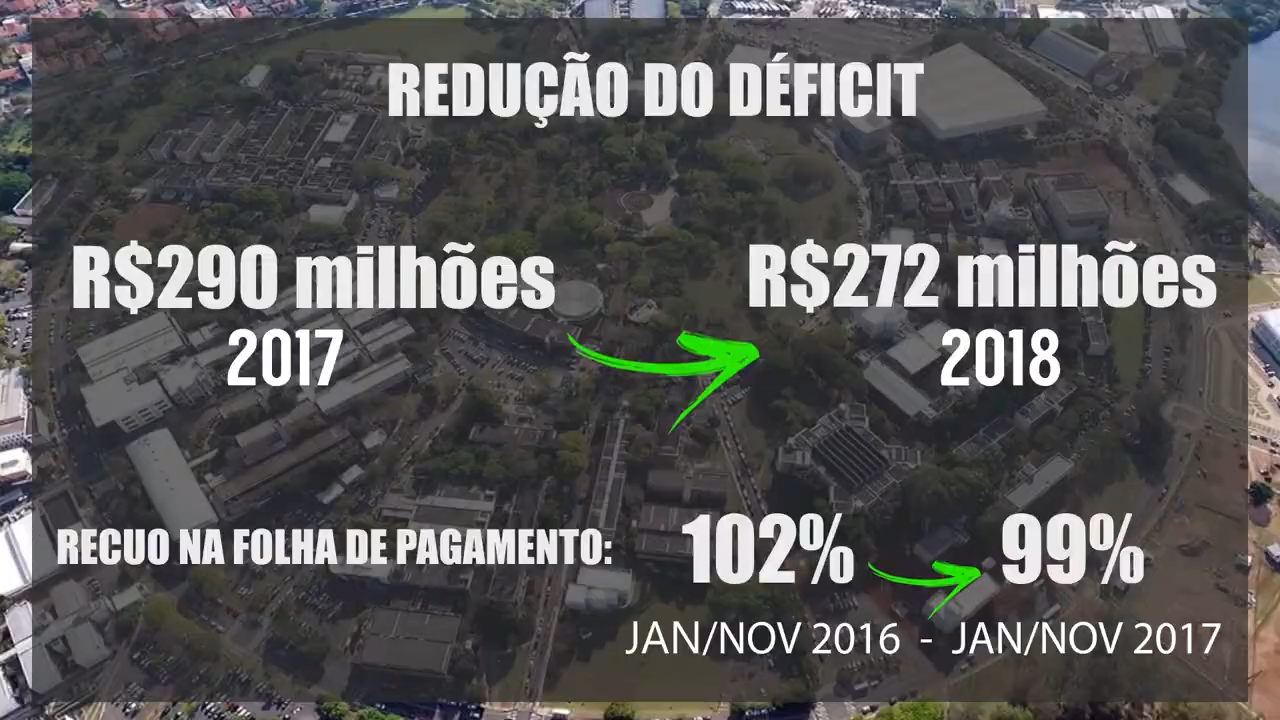 REDUÇÃO DO DÉFICIT
R$290 milhões
2017
R$272 milhões
2018
RECUO NA FOLHA DE PAGAMENTO:
102%
99%
JAN/NOV 2016 - JAN/NOV 2017